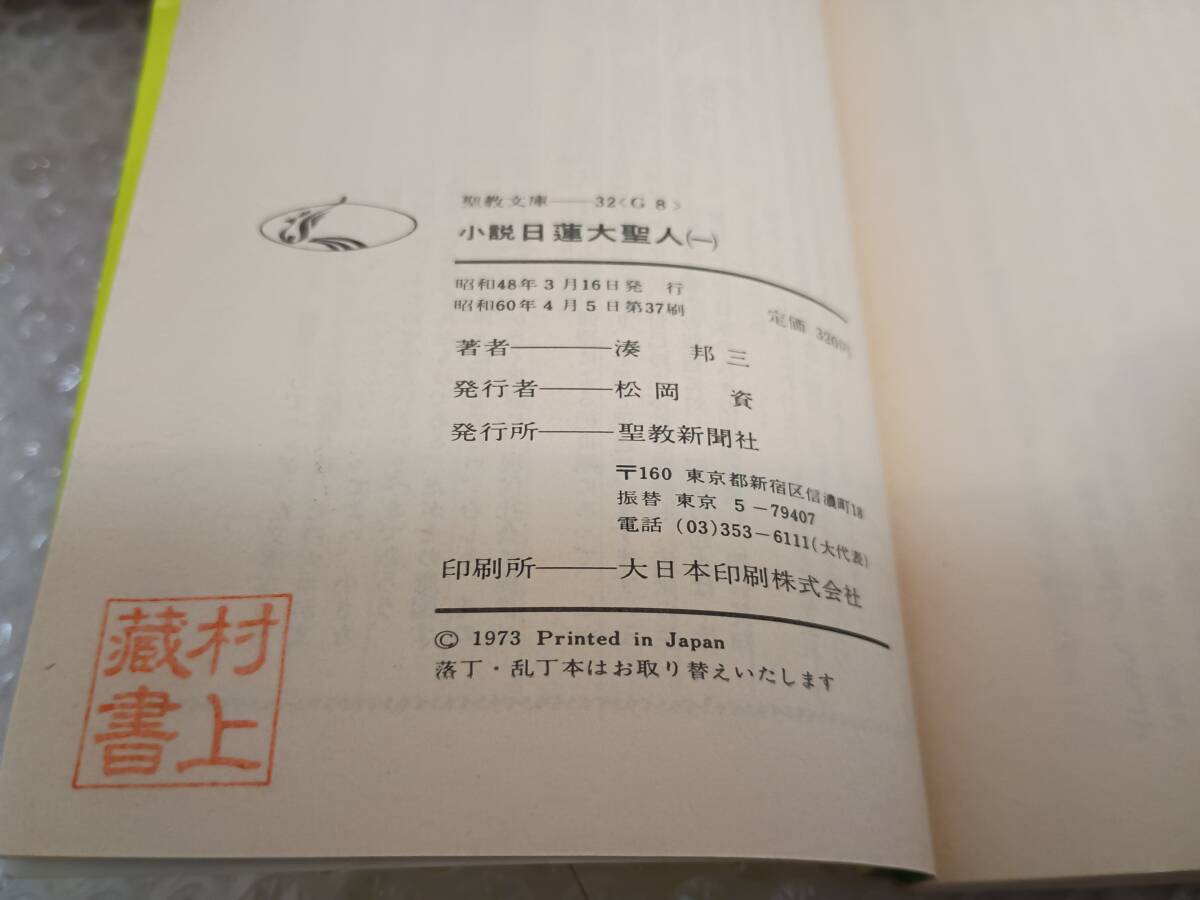 聖教文庫——32〈G 8〉
小説日蓮大聖人(一)
昭和48年3月16日発 行
昭和60年4月5日第37刷
定価 320円
著者———湊 邦三
発行者———松岡 資
発行所———聖教新聞社
〒160 東京都新宿区信濃町18
振替 東京 5－79407
電話 (03)353－6111(大代表)
印刷所———大日本印刷株式会社
© 1973 Printed in Japan
落丁・乱丁本はお取り替えいたします
村上
藏書